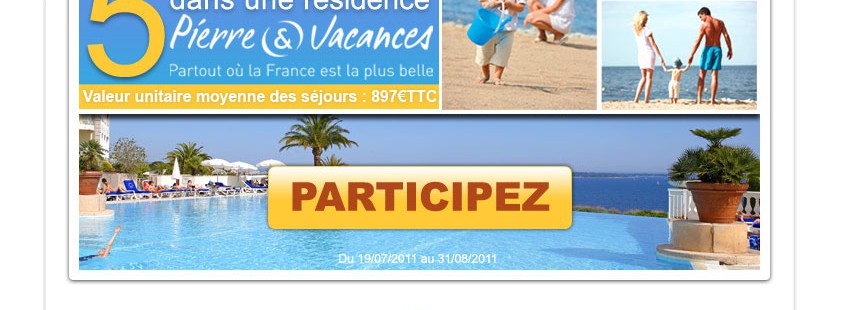 5
dans une résidence
Pierre & Vacances
Partout où la France est la plus belle
Valeur unitaire moyenne des séjours : 897€TTC
PARTICIPEZ
Du 19/07/2011 au 31/08/2011